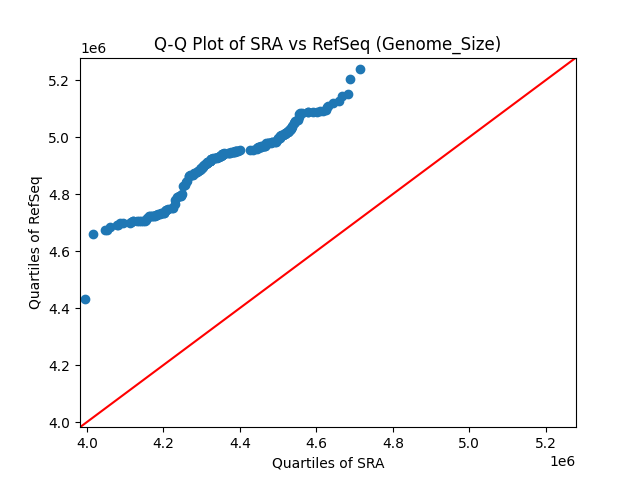 Q-Q Plot of SRA vs RefSeq (Genome_Size)
1e6
5.2
5.0
4.8
4.6
4.4
4.2
4.0
Quartiles of RefSeq
4.0 4.2 4.4 4.6 4.8 5.0 5.2
Quartiles of SRA
1e6